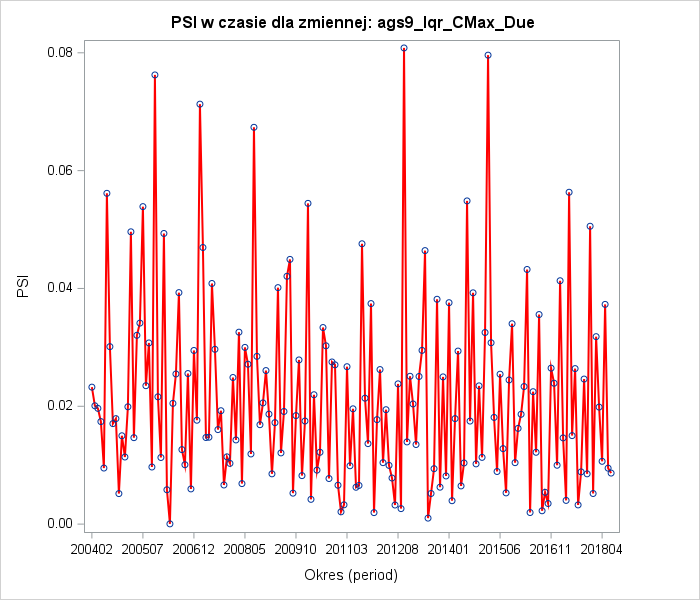 PSI w czasie dla zmiennej: ags9_Iqr_CMax_Due
0.08
0.06
0.04
0.02
0.00
PSI
200402 200507 200612 200805 200910 201103 201208 201401 201506 201611 201804
Okres (period)